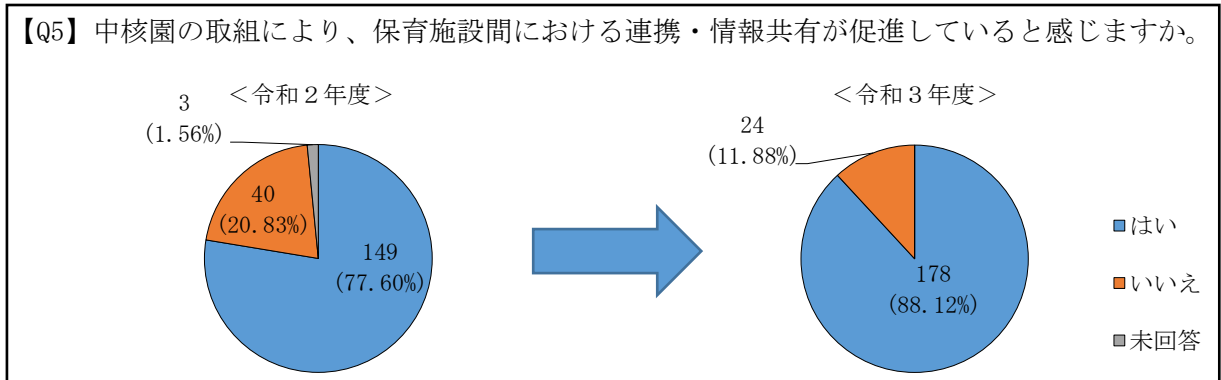 【Q5】中核園の取組により、保育施設間における連携・情報共有が促進していると感じますか。
＜令和２年度＞
3
(1.56%)
40
(20.83%)
149
(77.60%)
＜令和３年度＞
24
(11.88%)
178
(88.12%)
はい
いいえ
未回答